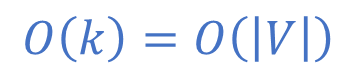 O(k) = O(|V|)